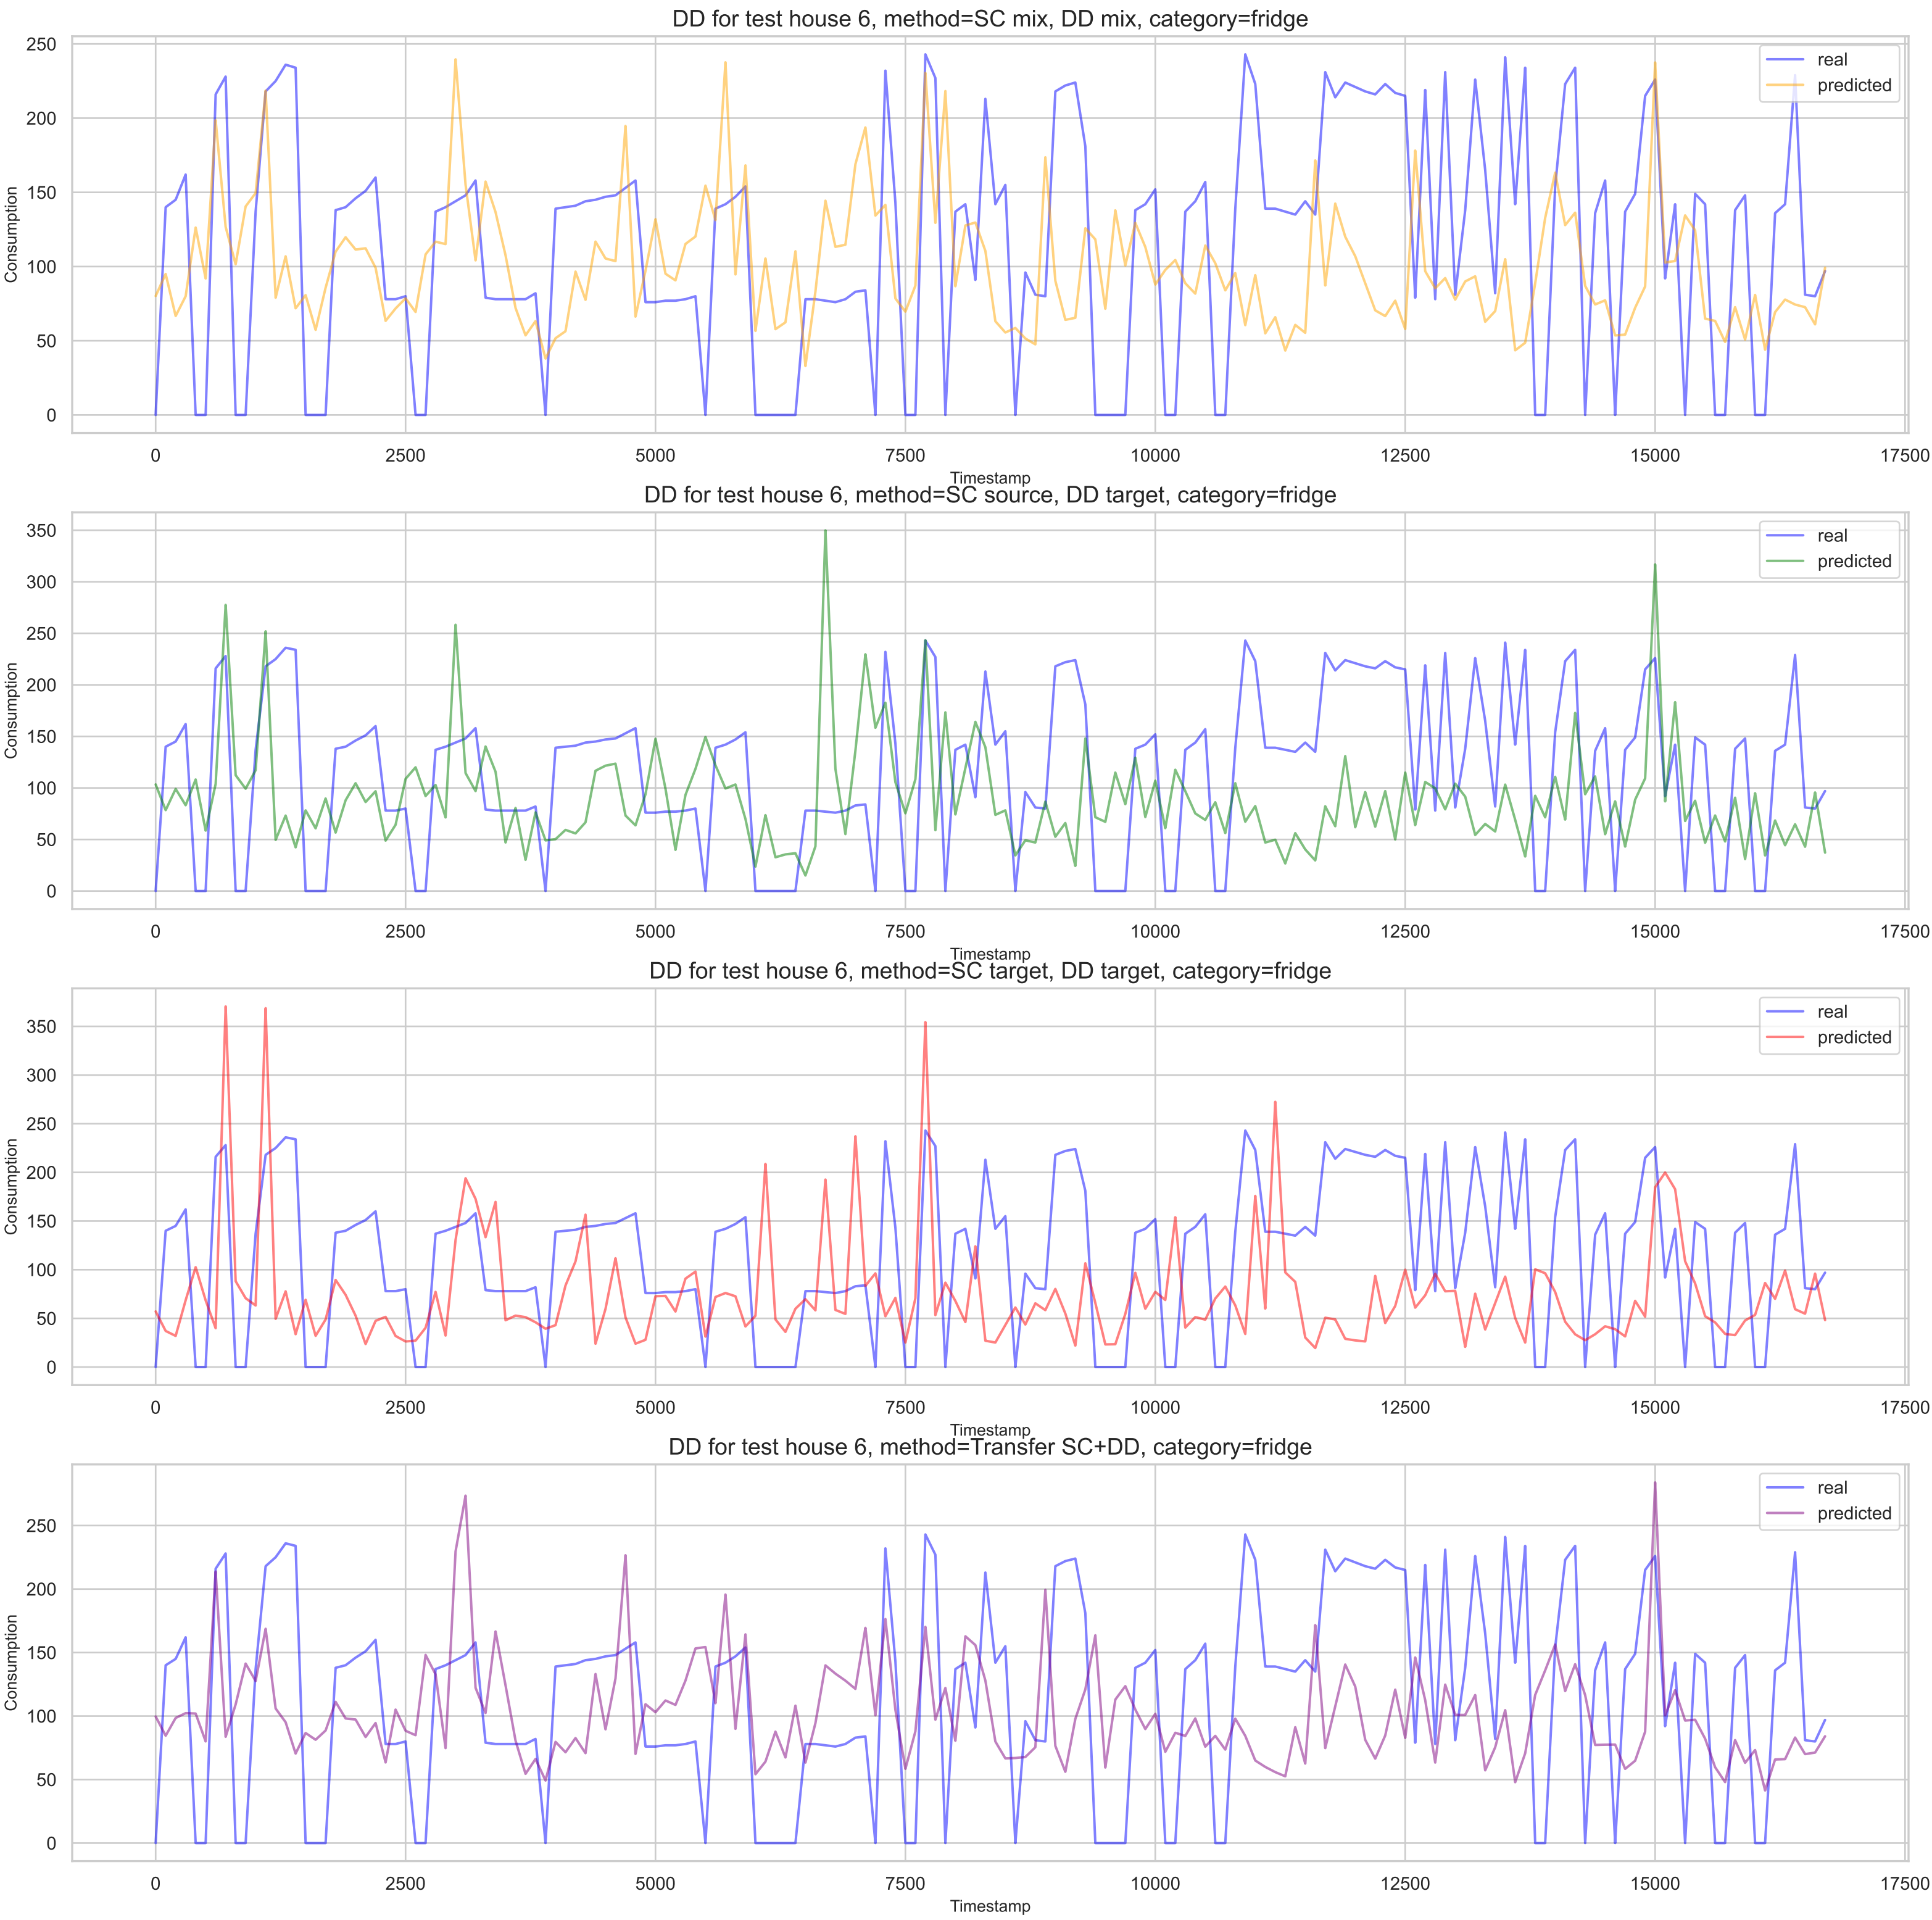 DD for test house 6, method=SC mix, DD mix, category=fridge
250
200
150
100
50
0
Consumption
real
predicted
0 2500 5000 7500 10000 12500 15000 17500
Timestamp
DD for test house 6, method=SC source, DD target, category=fridge
350
300
250
200
150
100
50
0
Consumption
real
predicted
0 2500 5000 7500 10000 12500 15000 17500
Timestamp
DD for test house 6, method=SC target, DD target, category=fridge
350
300
250
200
150
100
50
0
Consumption
real
predicted
0 2500 5000 7500 10000 12500 15000 17500
Timestamp
DD for test house 6, method=Transfer SC+DD, category=fridge
250
200
150
100
50
0
Consumption
real
predicted
0 2500 5000 7500 10000 12500 15000 17500
Timestamp